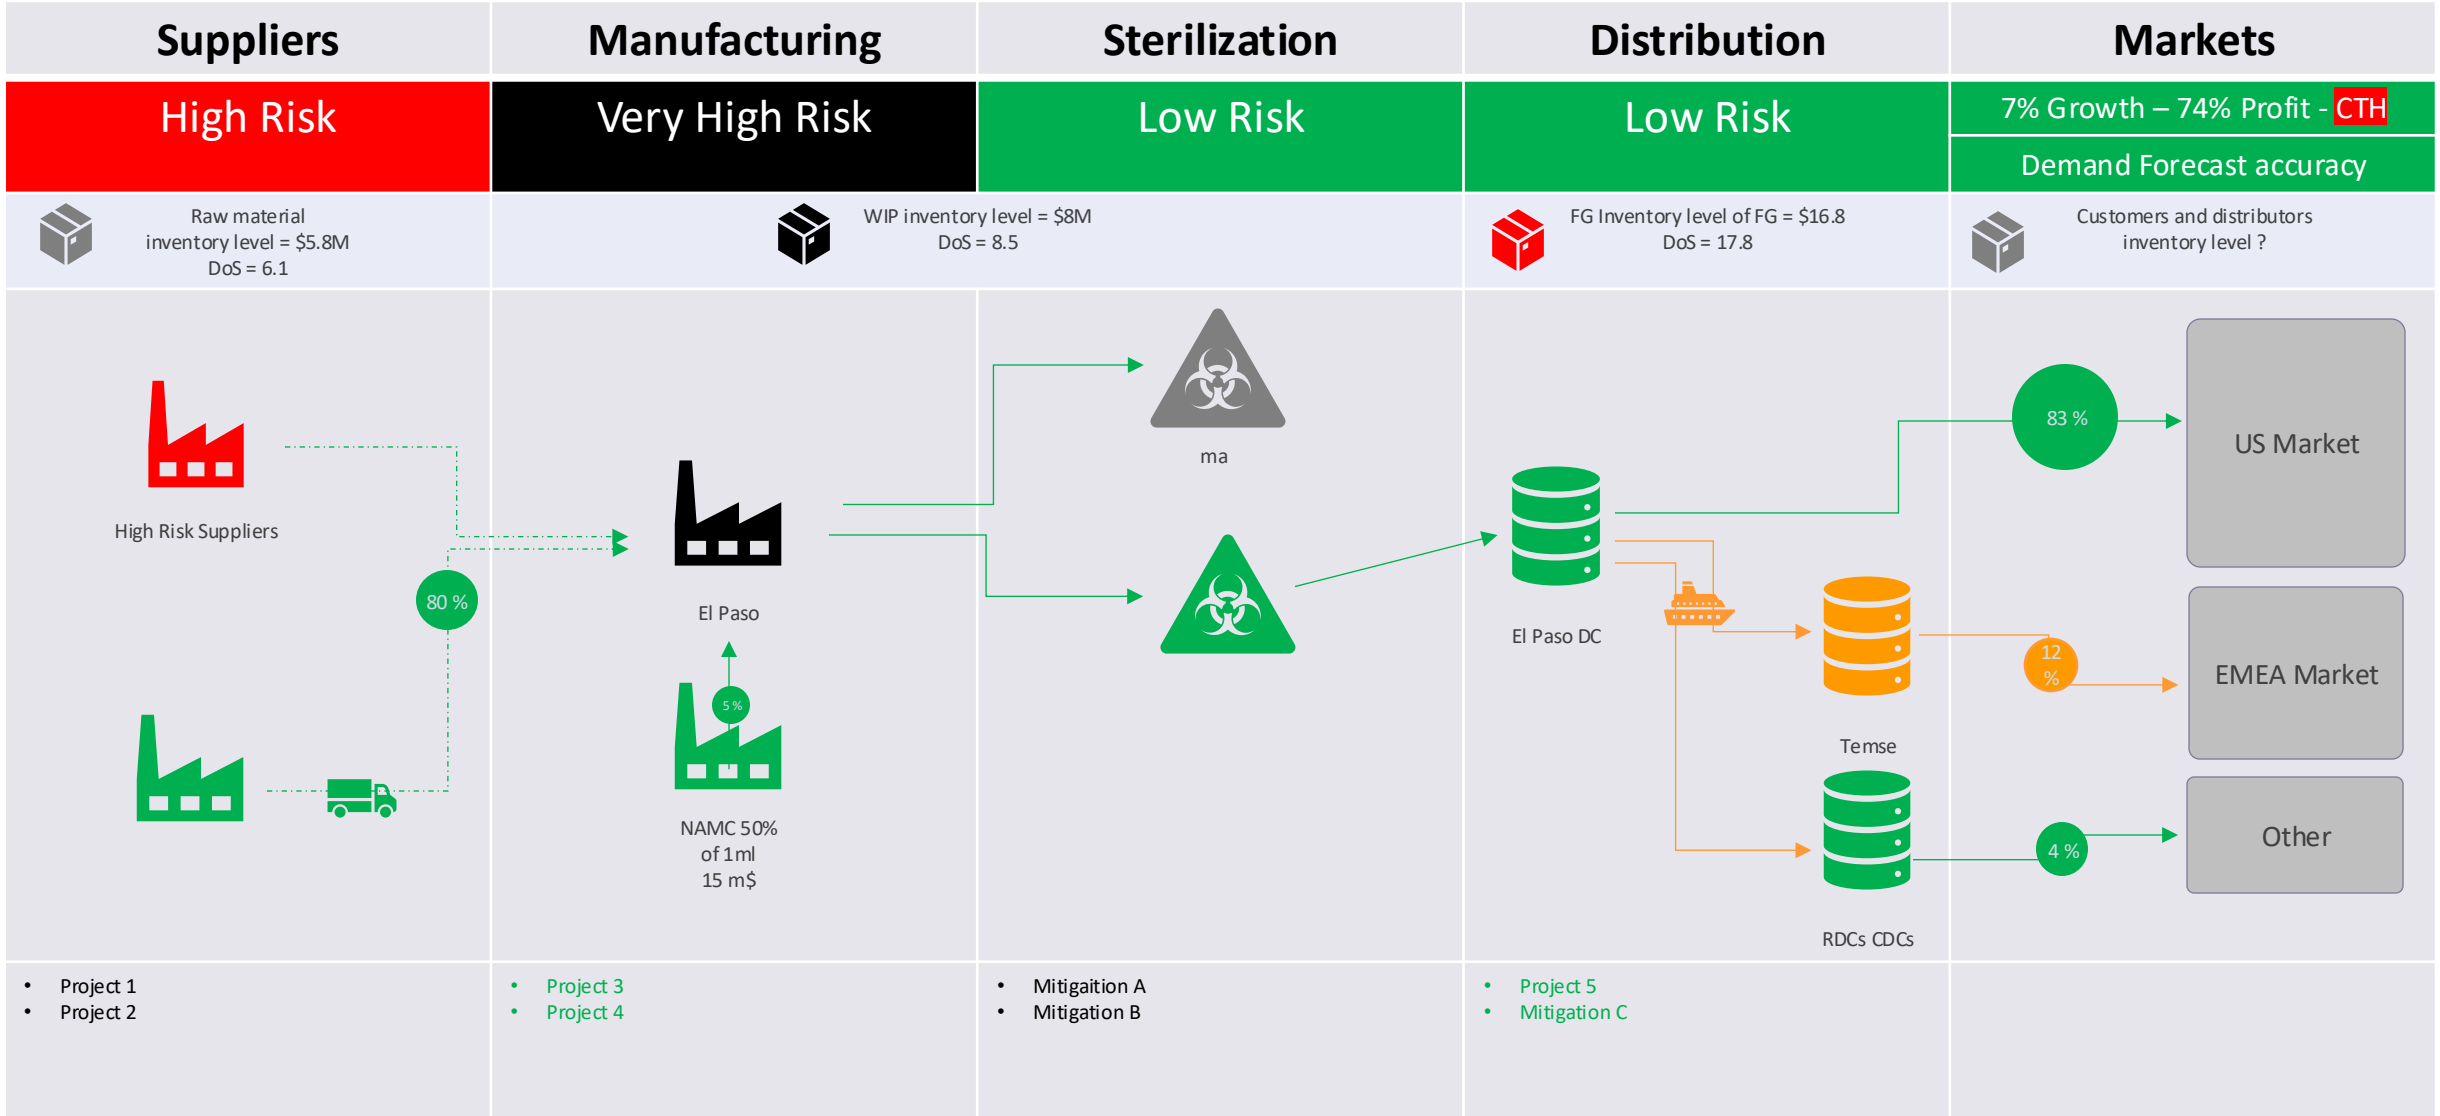 Suppliers
Manufacturing
Sterilization
Distribution
Markets
High Risk
Very High Risk
Low Risk
Low Risk
7% Growth – 74% Profit - CTH
Demand Forecast accuracy
Raw material
inventory level = $5.8M
DoS = 6.1
WIP inventory level = $8M
DoS = 8.5
FG Inventory level of FG = $16.8
DoS = 17.8
Customers and distributors
inventory level ?
High Risk Suppliers
80 %
El Paso
5 %
NAMC 50%
of 1ml
15 m$
ma
El Paso DC
Temse
RDCs CDCs
83 %
US Market
12
%
EMEA Market
4 %
Other
• Project 1
• Project 2
• Project 3
• Project 4
• Mitigaition A
• Mitigation B
• Project 5
• Mitigation C